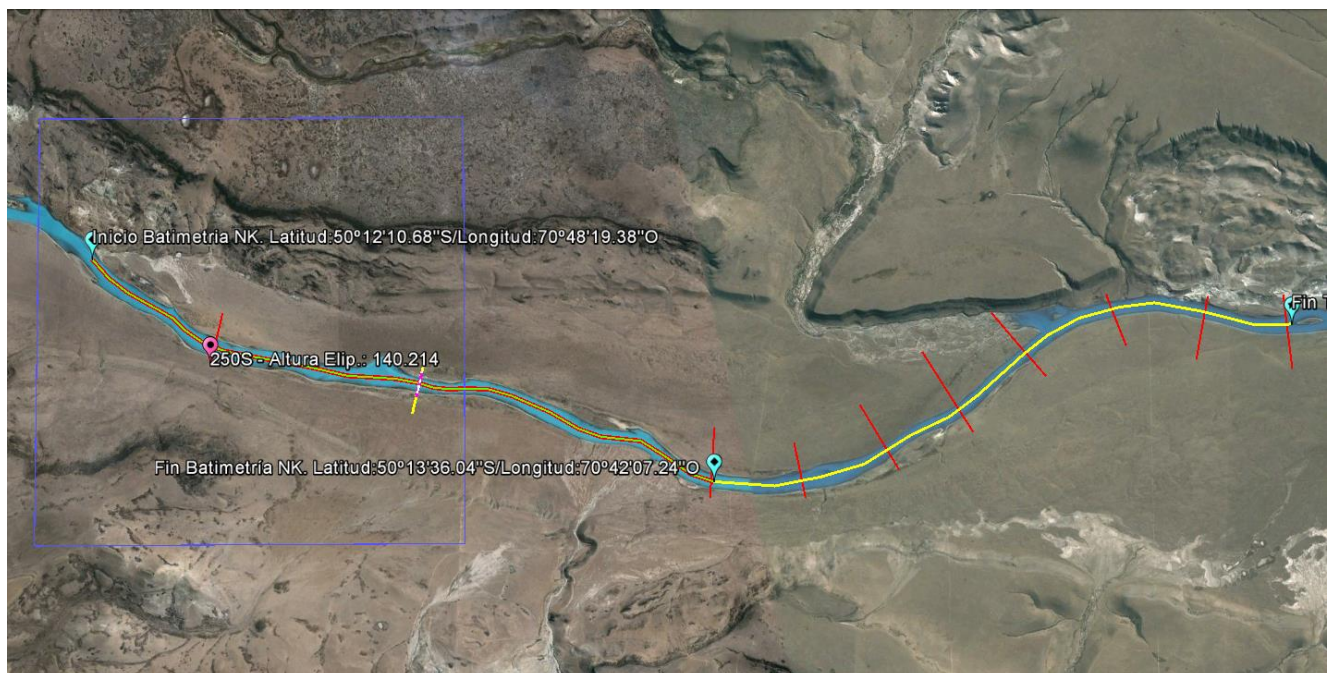 Inicio Batimetria NK. Latitud:50º12'10.68"S/Longitud:70º48'19.38"O
250S - Altura Elip.: 140.214
Fin Batimetría NK. Latitud:50º13'36.04"S/Longitud:70º42'07.24"O
Fin